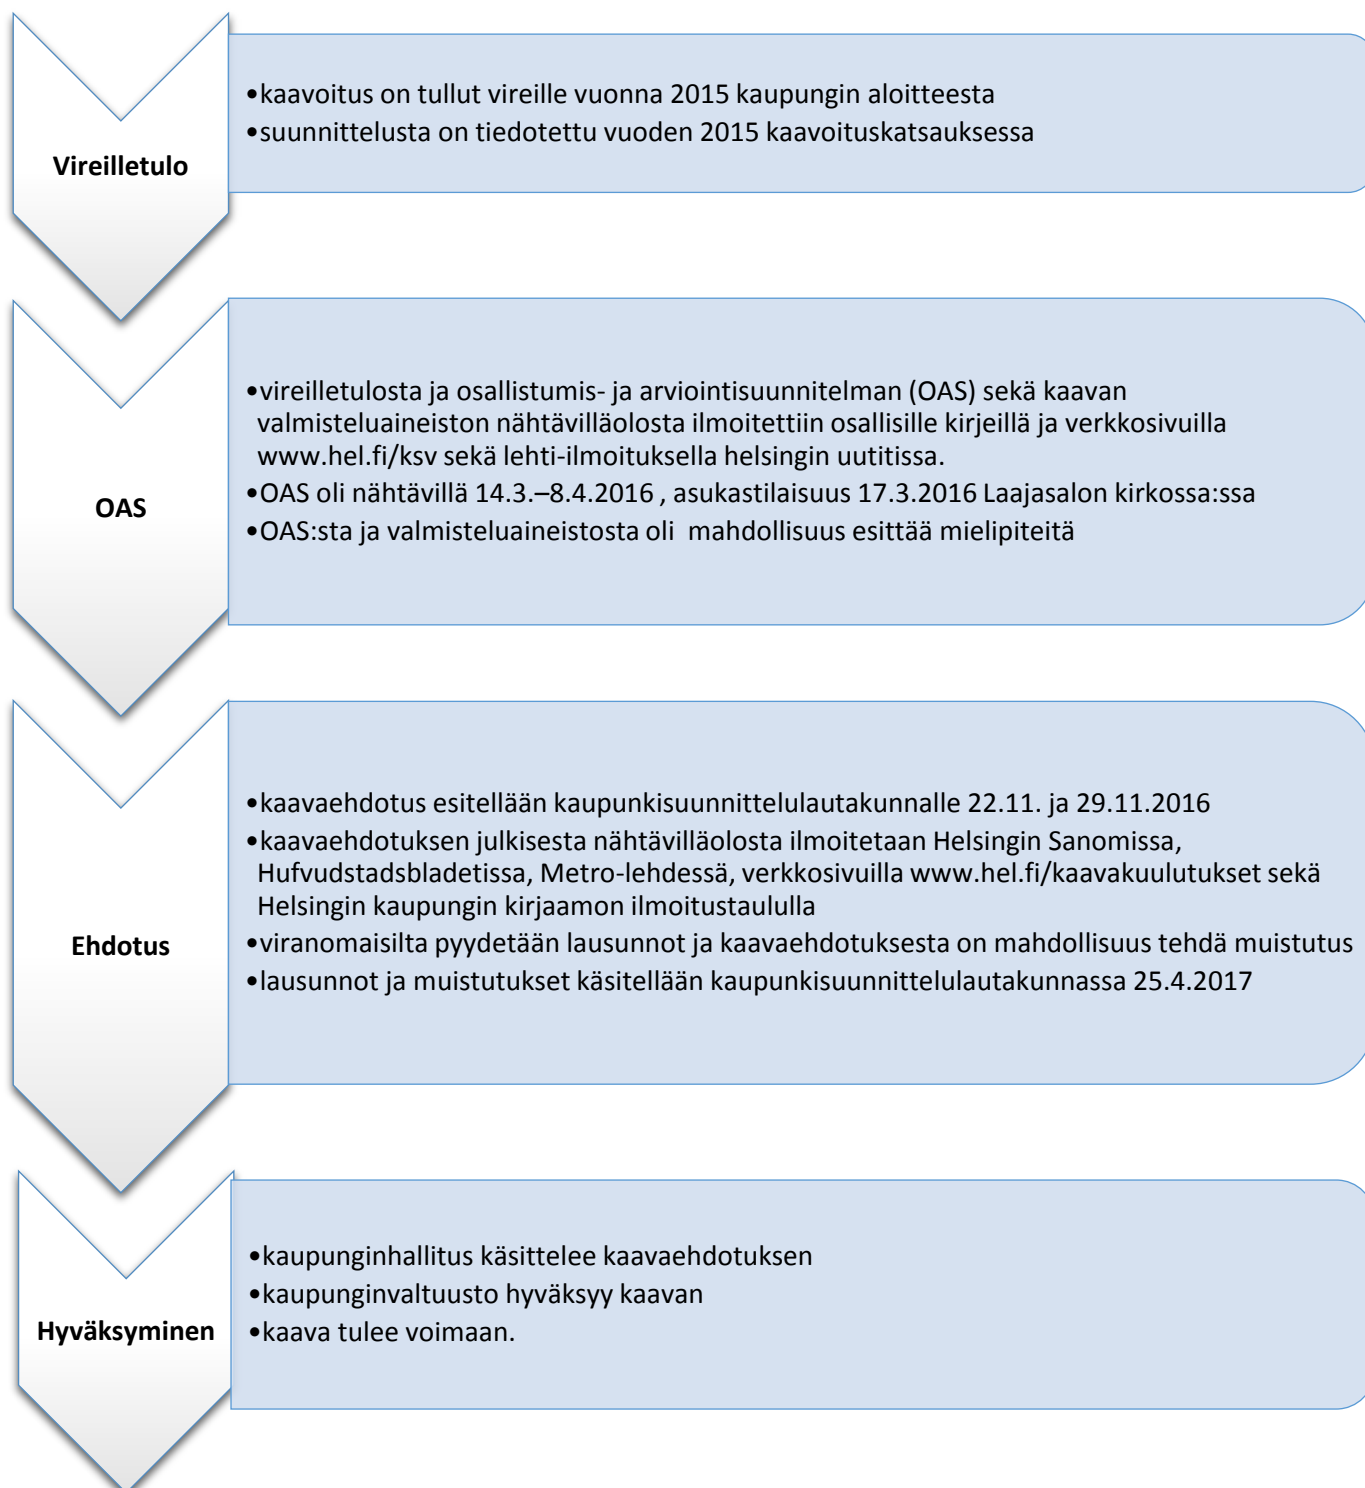 Vireilletulo
•kaavoitus on tullut vireille vuonna 2015 kaupungin aloitteesta
•suunnittelusta on tiedotettu vuoden 2015 kaavoituskatsauksessa
OAS
•vireilletulosta ja osallistumis- ja arviointisuunnitelman (OAS) sekä kaavan
valmisteluaineiston nähtävilläolosta ilmoitettiin osallisille kirjeillä ja verkkosivuilla
www.hel.fi/ksv sekä lehti-ilmoituksella helsingin uutitissa.
•OAS oli nähtävillä 14.3.–8.4.2016 , asukastilaisuus 17.3.2016 Laajasalon kirkossa:ssa
•OAS:sta ja valmisteluaineistosta oli  mahdollisuus esittää mielipiteitä
Ehdotus
•kaavaehdotus esitellään kaupunkisuunnittelulautakunnalle 22.11. ja 29.11.2016
•kaavaehdotuksen julkisesta nähtävilläolosta ilmoitetaan Helsingin Sanomissa,
Hufvudstadsbladetissa, Metro-lehdessä, verkkosivuilla www.hel.fi/kaavakuulutukset sekä
Helsingin kaupungin kirjaamon ilmoitustaululla
•viranomaisilta pyydetään lausunnot ja kaavaehdotuksesta on mahdollisuus tehdä muistutus
•lausunnot ja muistutukset käsitellään kaupunkisuunnittelulautakunnassa 25.4.2017
Hyväksyminen
•kaupunginhallitus käsittelee kaavaehdotuksen
•kaupunginvaltuusto hyväksyy kaavan
•kaava tulee voimaan.